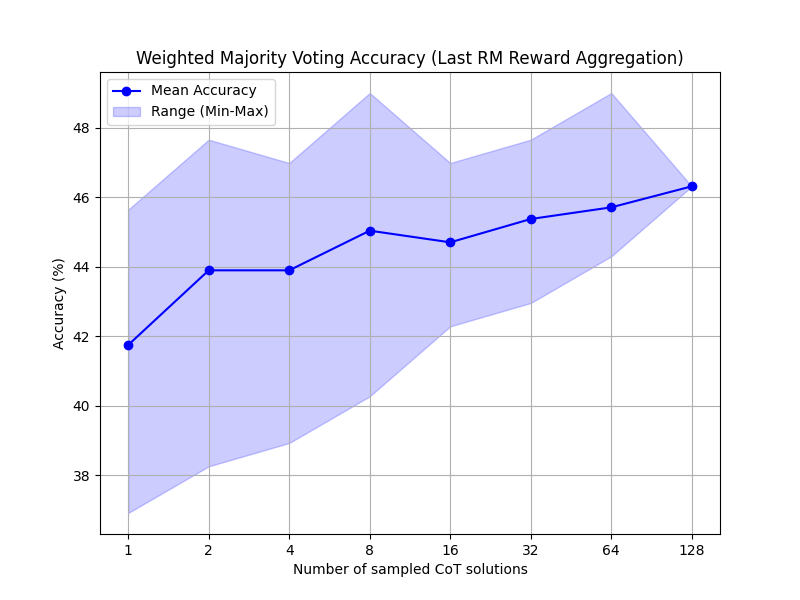 Weighted Majority Voting Accuracy (Last RM Reward Aggregation)
Mean Accuracy
Range (Min-Max)
48
46
44
42
40
38
Accuracy (%)
1 2 4 8 16 32 64 128
Number of sampled CoT solutions